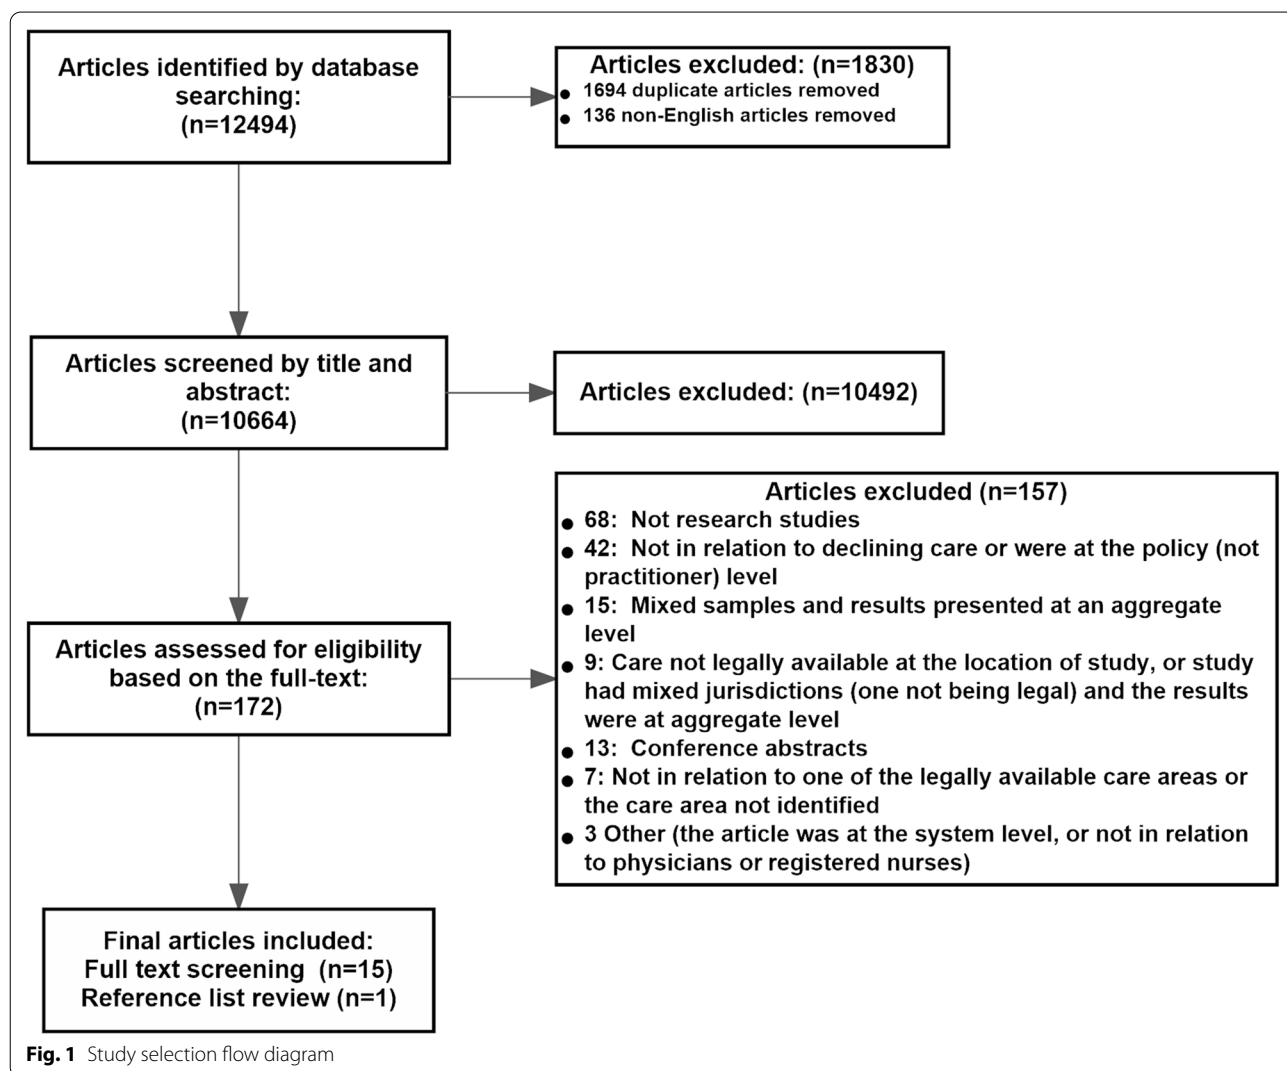 Articles identified by database
searching:
(n=12494)
Articles excluded: (n=1830)
● 1694 duplicate articles removed
● 136 non-English articles removed
Articles screened by title and
abstract:
(n=10664)
Articles excluded: (n=10492)
Articles assessed for eligibility
based on the full-text:
(n=172)
Articles excluded (n=157)
● 68: Not research studies
● 42: Not in relation to declining care or were at the policy (not
practitioner) level
● 15: Mixed samples and results presented at an aggregate
level
● 9: Care not legally available at the location of study, or study
had mixed jurisdictions (one not being legal) and the results
were at aggregate level
● 13: Conference abstracts
● 7: Not in relation to one of the legally available care areas or
the care area not identified
● 3 Other (the article was at the system level, or not in relation
to physicians or registered nurses)
Final articles included:
Full text screening (n=15)
Reference list review (n=1)
Fig. 1 Study selection flow diagram